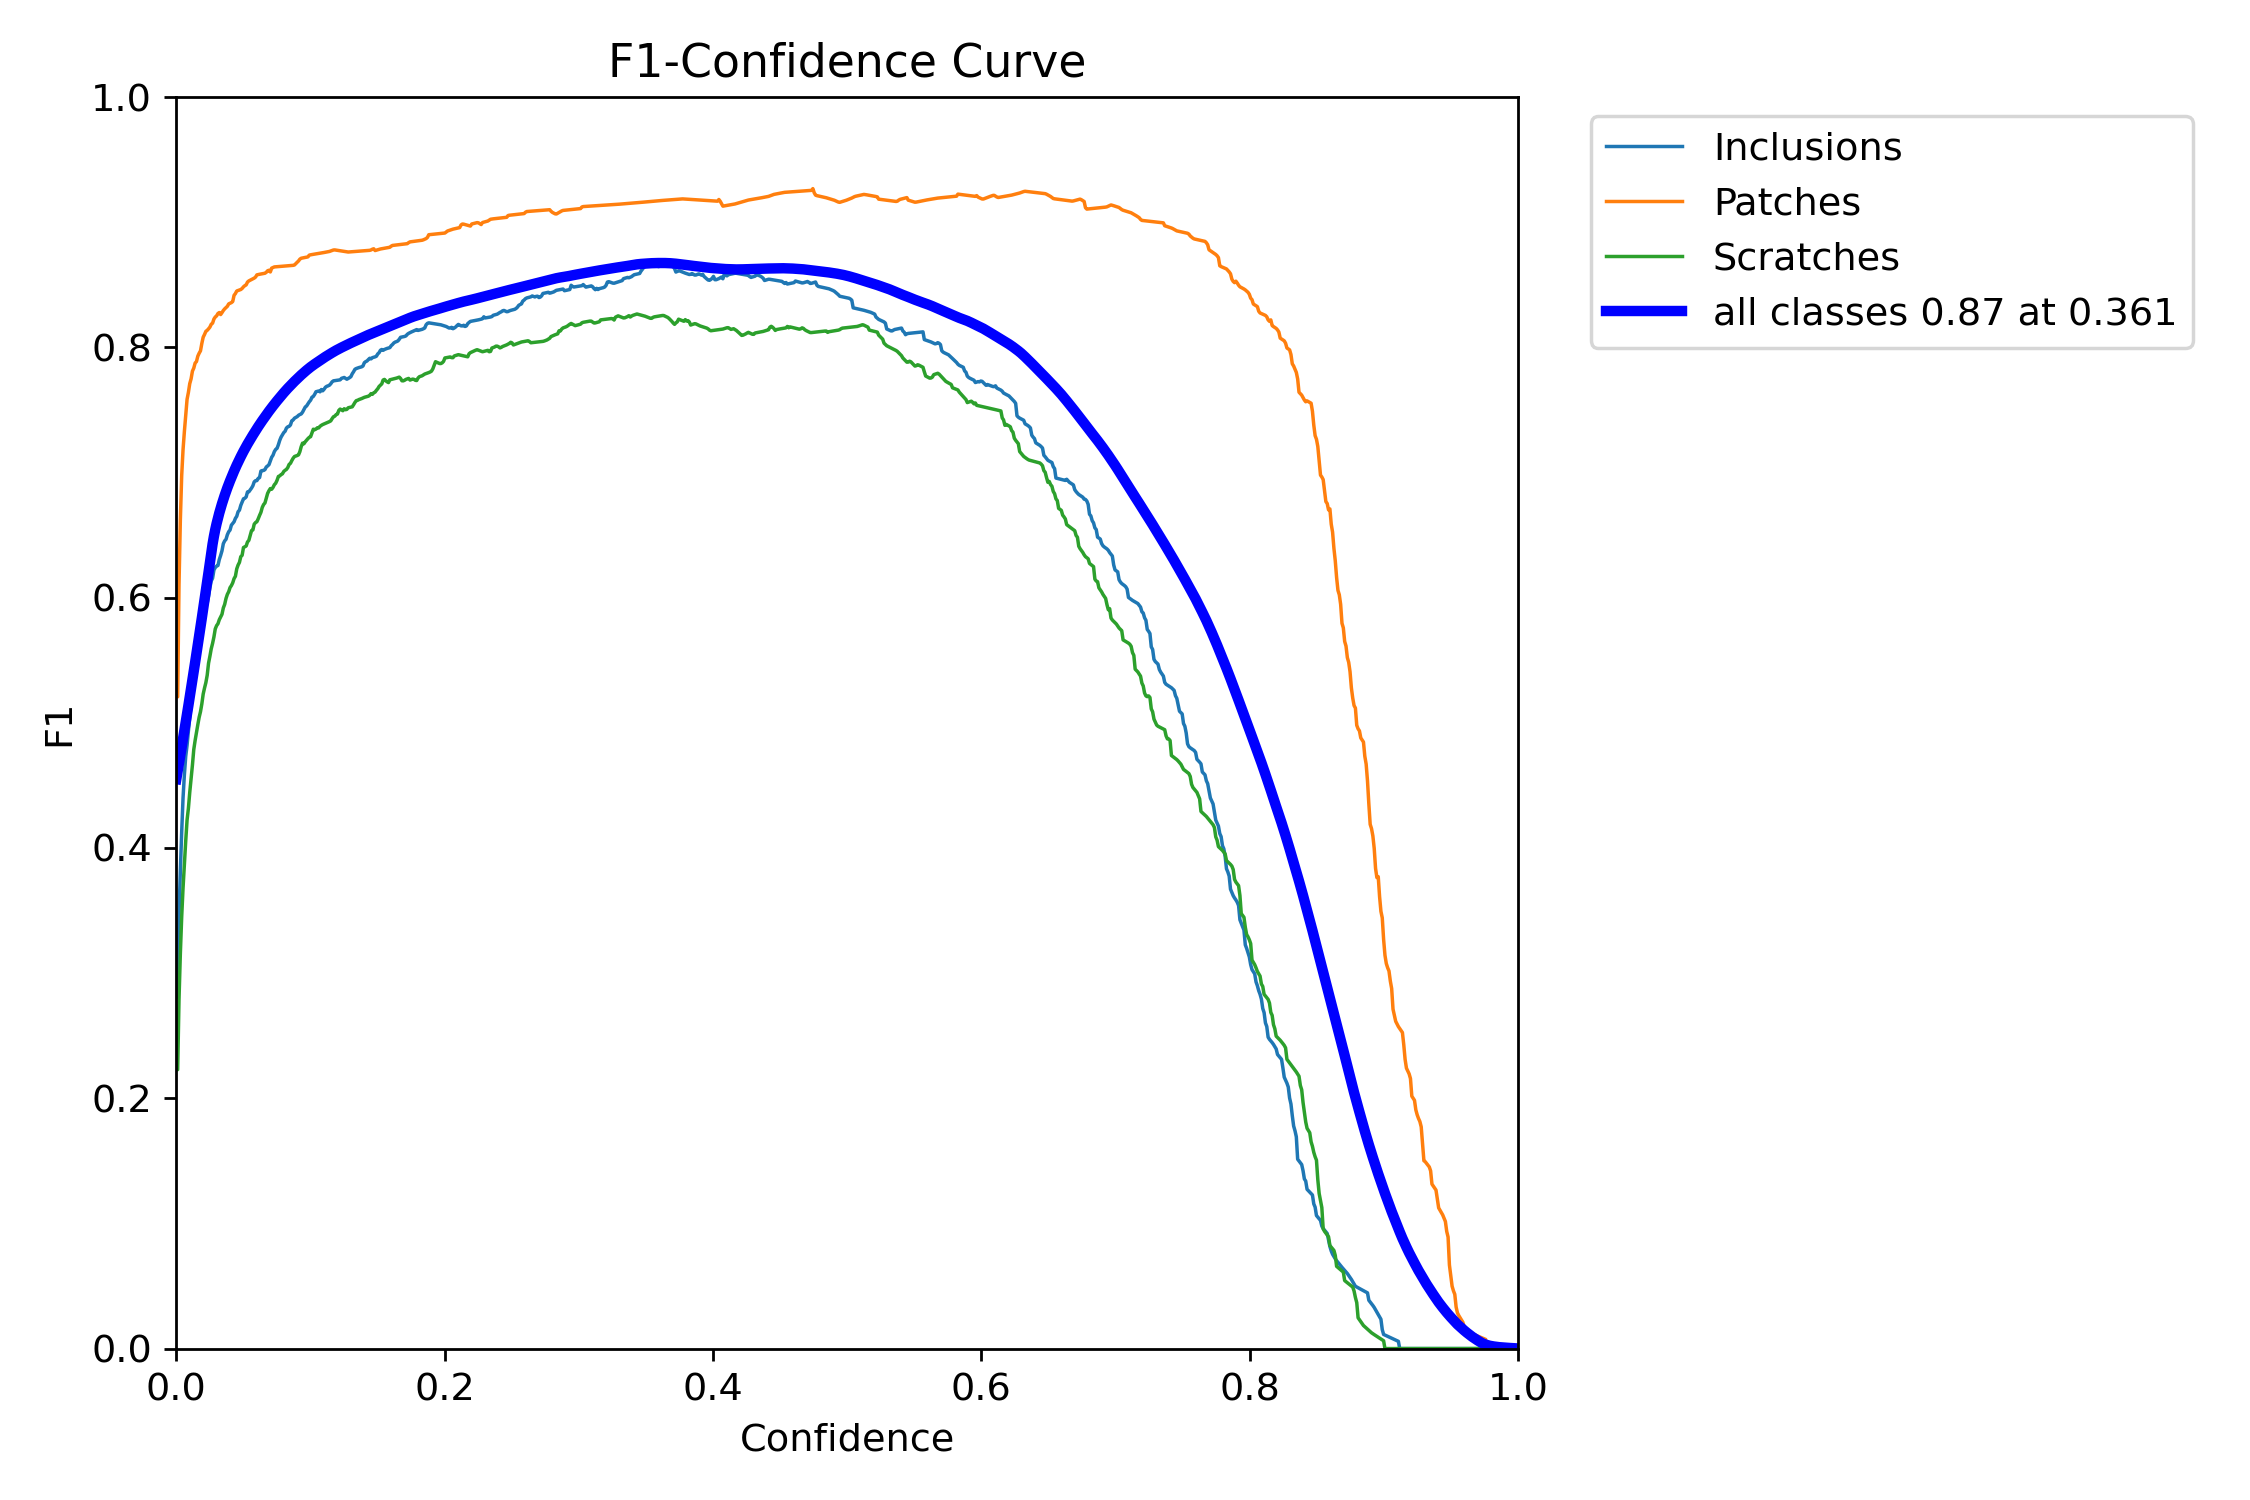 F1-Confidence Curve
1.0
0.8
0.6
0.4
0.2
0.0
F1
0.0 0.2 0.4 0.6 0.8 1.0
Confidence
Inclusions
Patches
Scratches
all classes 0.87 at 0.361